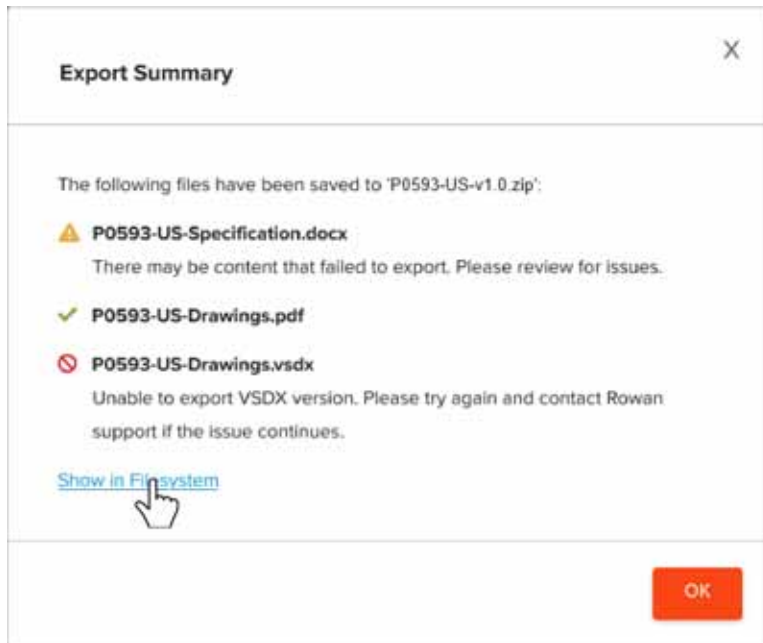 X
Export Summary
The following files have been saved to 'P0593-US-v1.0.zip':
P0593-US-Specification.docx
There may be content that failed to export. Please review for issues.
P0593-US-Drawings.pdf
P0593-US-Drawings.vsdx
Unable to export VSDX version. Please try again and contact Rowan
support if the issue continues.
Show in Filesystem
OK